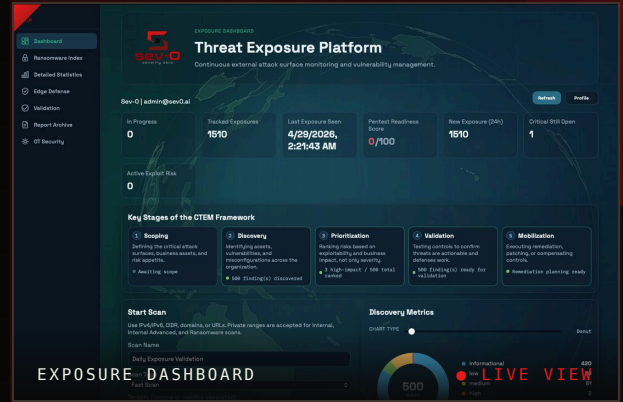 Dashboard
Ransomware Index
Detailed Statistics
Edge Defense
Validation
Report Archive
OT Security
sev-0
severity zero
EXPOSURE DASHBOARD
Threat Exposure Platform
Continuous external attack surface monitoring and vulnerability management.
Sev-0 | admin@sev0.ai
Refresh
Profile
In Progress
0
Tracked Exposures
1510
Last Exposure Seen
4/29/2026,
2:21:43 AM
Pentest Readiness
Score
0/100
New Exposure (24h)
1510
Critical Still Open
1
Active Exploit Risk
0
Key Stages of the CTEM Framework
1 Scoping
Defining the critical attack
surfaces, business assets, and
risk appetite.
Awaiting scope
2 Discovery
Identifying assets,
vulnerabilities, and
misconfigurations across the
organization.
500 finding(s) discovered
3 Prioritization
Ranking risks based on
exploitability and business
impact, not only severity.
3 high-impact / 500 total
ranked
4 Validation
Testing controls to confirm
threats are actionable and
defenses work.
500 finding(s) ready for
validation
5 Mobilization
Executing remediation,
patching, or compensating
controls.
Remediation planning ready
Start Scan
Use IPv4/IPv6, CIDR, domains, or URLs. Private ranges are accepted for Internal,
Internal Advanced, and Ransomware scans.
Scan Name
Daily Exposure Validation
Fast Scan
Discovery Metrics
CHART TYPE
Donut
500
informational 420
low
medium 51
high
EXPOSURE DASHBOARD
LIVE VIEW